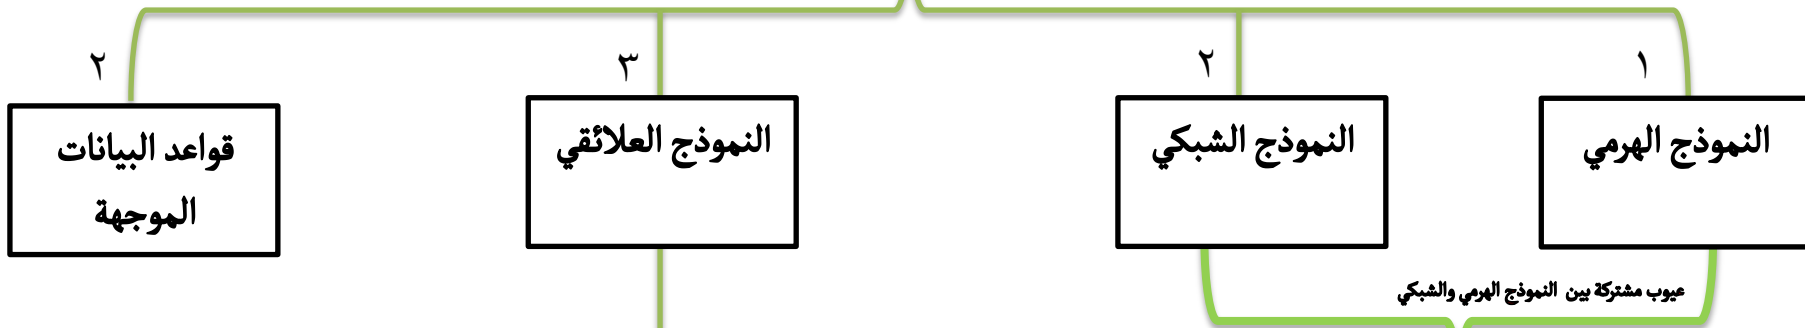 ١
النموذج الهرمي
٢
النموذج الشبكي
٣
النموذج العلائقي
٢
قواعد البيانات
الموجهة
عيوب مشتركة بين النموذج الهرمي والشبكي